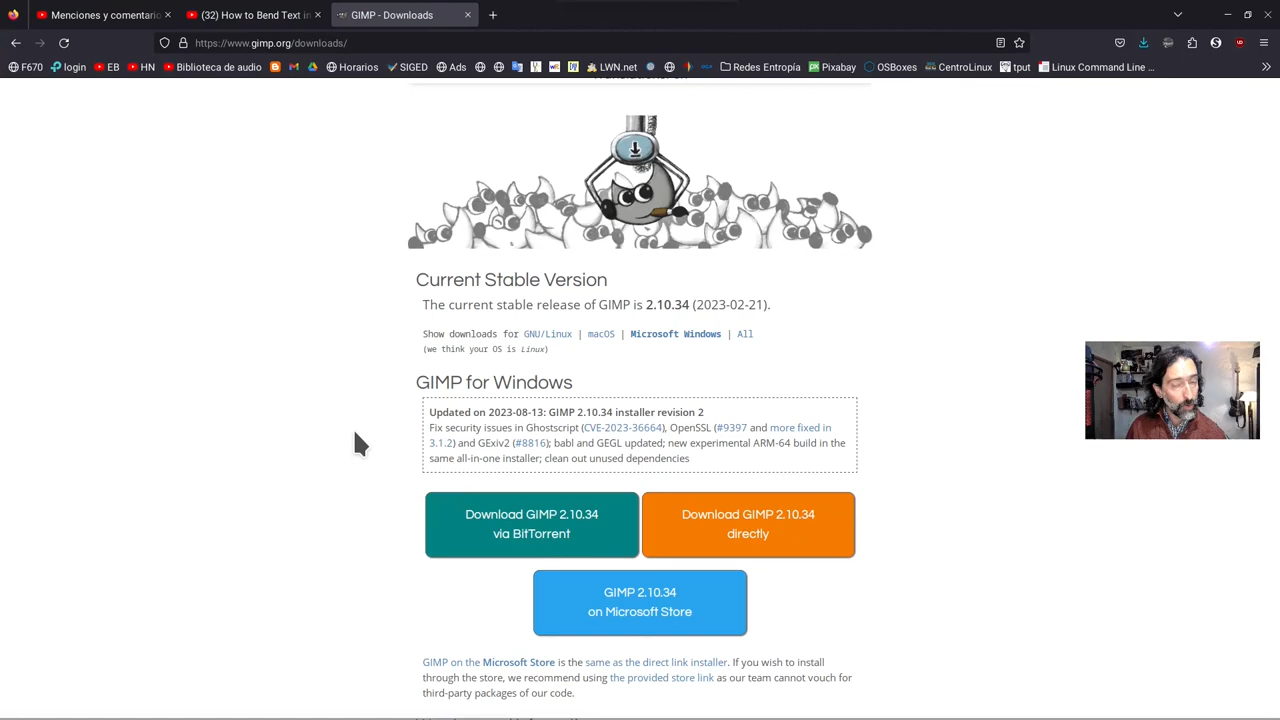 Menciones y comentario
(32) How to Bend Text in
GIMP - Downloads
https://www.gimp.org/downloads/
F670
login
EB
HN
Biblioteca de audio
Horarios
SIGED
Ads
LWN.net
Redes Entropía
Pixabay
OSBoxes
CentroLinux
tput
Linux Command Line ...
Current Stable Version
The current stable release of GIMP is 2.10.34 (2023-02-21).
Show downloads for GNU/Linux | macOS | Microsoft Windows | All
(we think your OS is Linux)
GIMP for Windows
Updated on 2023-08-13: GIMP 2.10.34 installer revision 2
Fix security issues in Ghostscript (CVE-2023-36664), OpenSSL (#9397 and more fixed in
3.1.2) and GExiv2 (#8816); babl and GEGL updated; new experimental ARM-64 build in the
same all-in-one installer; clean out unused dependencies
Download GIMP 2.10.34
via BitTorrent
Download GIMP 2.10.34
directly
GIMP 2.10.34
on Microsoft Store
GIMP on the Microsoft Store is the same as the direct link installer. If you wish to install
through the store, we recommend using the provided store link as our team cannot vouch for
third-party packages of our code.